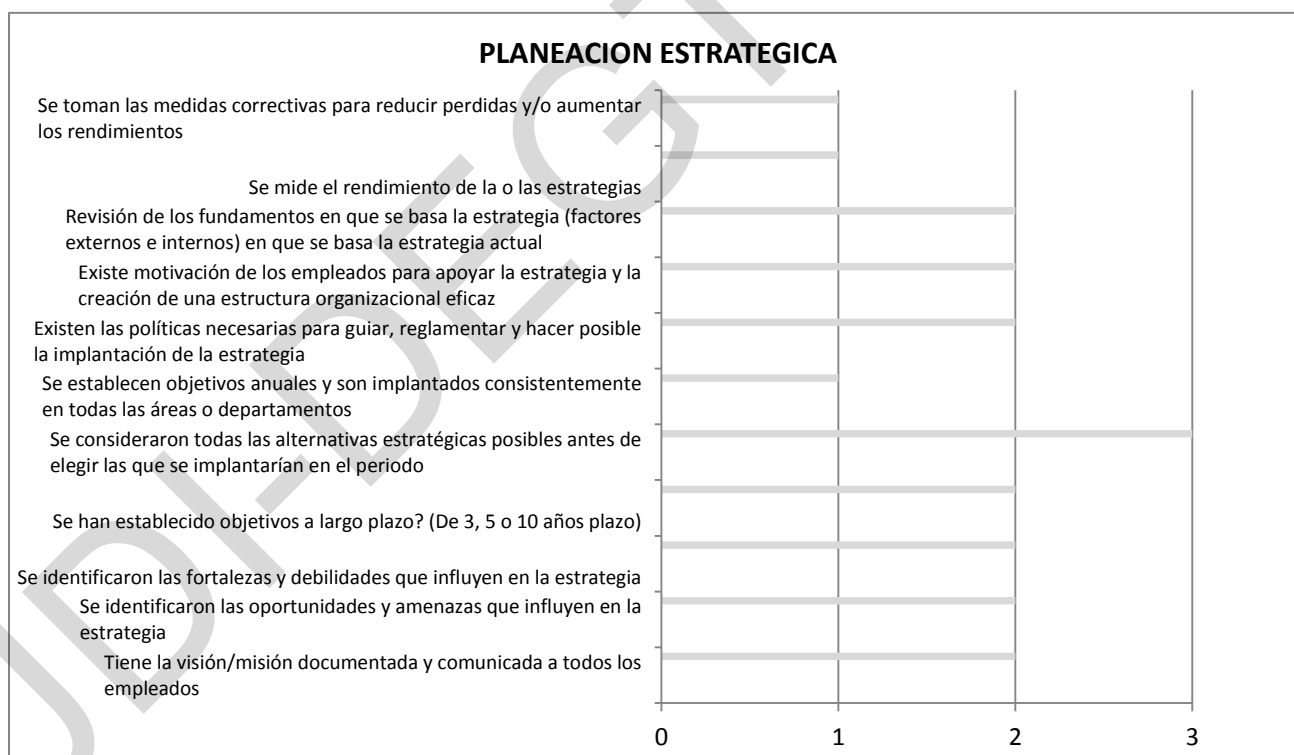 PLANEACION ESTRATEGICA
Se toman las medidas correctivas para reducir perdidas y/o aumentar
los rendimientos
Se mide el rendimiento de la o las estrategias
Revisión de los fundamentos en que se basa la estrategia (factores
externos e internos) en que se basa la estrategia actual
Existe motivación de los empleados para apoyar la estrategia y la
creación de una estructura organizacional eficaz
Existen las políticas necesarias para guiar, reglamentar y hacer posible
la implantación de la estrategia
Se establecen objetivos anuales y son implantados consistentemente
en todas las áreas o departamentos
Se consideraron todas las alternativas estratégicas posibles antes de
elegir las que se implantarían en el periodo
Se han establecido objetivos a largo plazo? (De 3, 5 o 10 años plazo)
Se identificaron las fortalezas y debilidades que influyen en la estrategia
Se identificaron las oportunidades y amenazas que influyen en la
estrategia
Tiene la visión/misión documentada y comunicada a todos los
empleados
0 1 2 3